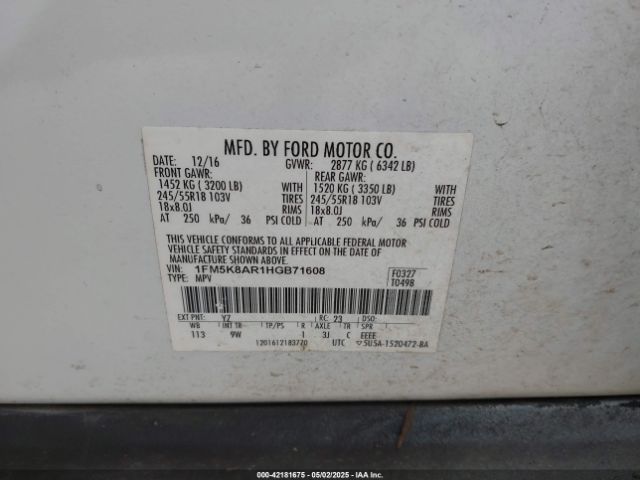 MFD. BY FORD MOTOR CO.
DATE: 12/16 GVWR: 2877 KG ( 6342 LB)
FRONT GAWR: REAR GAWR:
1452 KG ( 3200 LB) WITH 1520 KG ( 3350 LB) WITH
245/55R18 103V TIRES 245/55R18 103V TIRES
18x8.0J RIMS 18x8.0J RIMS
AT 250 kPa/ 36 PSI COLD AT 250 kPa/ 36 PSI COLD
THIS VEHICLE CONFORMS TO ALL APPLICABLE FEDERAL MOTOR
VEHICLE SAFETY STANDARDS IN EFFECT ON THE DATE OF
MANUFACTURE SHOWN ABOVE.
VIN: 1FM5K8AR1HGB71608 F0327
TYPE: MPV T0498
EXT PNT: YZ RC: 23 DSO:
WB INT TR TP/PS R AXLE TR SPR
113 9W 1 3J C EEEE
1201612183770 UTC ▽5U5A-1520472-BA
00-42181675 - 05/02/2025 - IAA Inc.